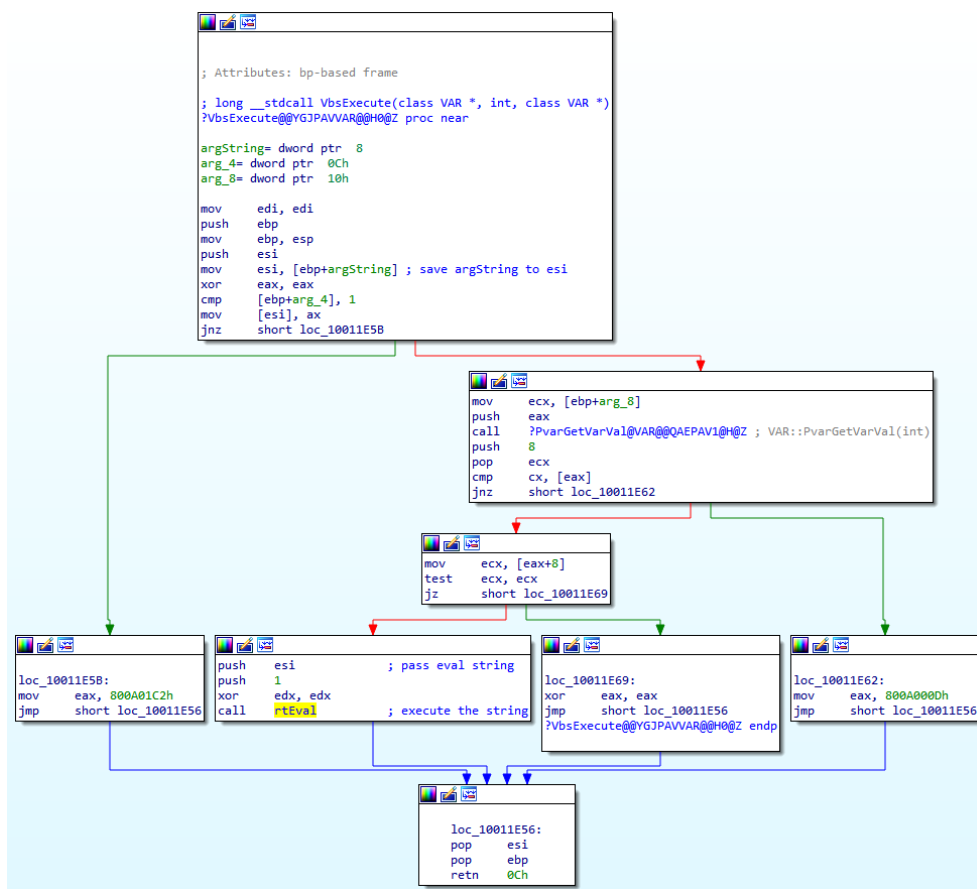 ; Attributes: bp-based frame
; long __stdcall VbsExecute(class VAR *, int, class VAR *)
?VbsExecute@@YGJPAVVAR@@H0@Z proc near
argString= dword ptr  8
arg_4= dword ptr  0Ch
arg_8= dword ptr  10h
mov     edi, edi
push    ebp
mov     ebp, esp
push    esi
mov     esi, [ebp+argString] ; save argString to esi
xor     eax, eax
cmp     [ebp+arg_4], 1
mov     [esi], ax
jnz     short loc_10011E5B
mov     ecx, [ebp+arg_8]
push    eax
call    ?PvarGetVarVal@VAR@@QAEPAV1@H@Z ; VAR::PvarGetVarVal(int)
push    8
pop     ecx
cmp     cx, [eax]
jnz     short loc_10011E62
mov     ecx, [eax+8]
test    ecx, ecx
jz      short loc_10011E69
loc_10011E5B:
mov     eax, 800A01C2h
jmp     short loc_10011E56
push    esi             ; pass eval string
push    1
xor     edx, edx
call    rtEval          ; execute the string
loc_10011E69:
xor     eax, eax
jmp     short loc_10011E56
?VbsExecute@@YGJPAVVAR@@H0@Z endp
loc_10011E62:
mov     eax, 800A000Dh
jmp     short loc_10011E56
loc_10011E56:
pop     esi
pop     ebp
retn    0Ch